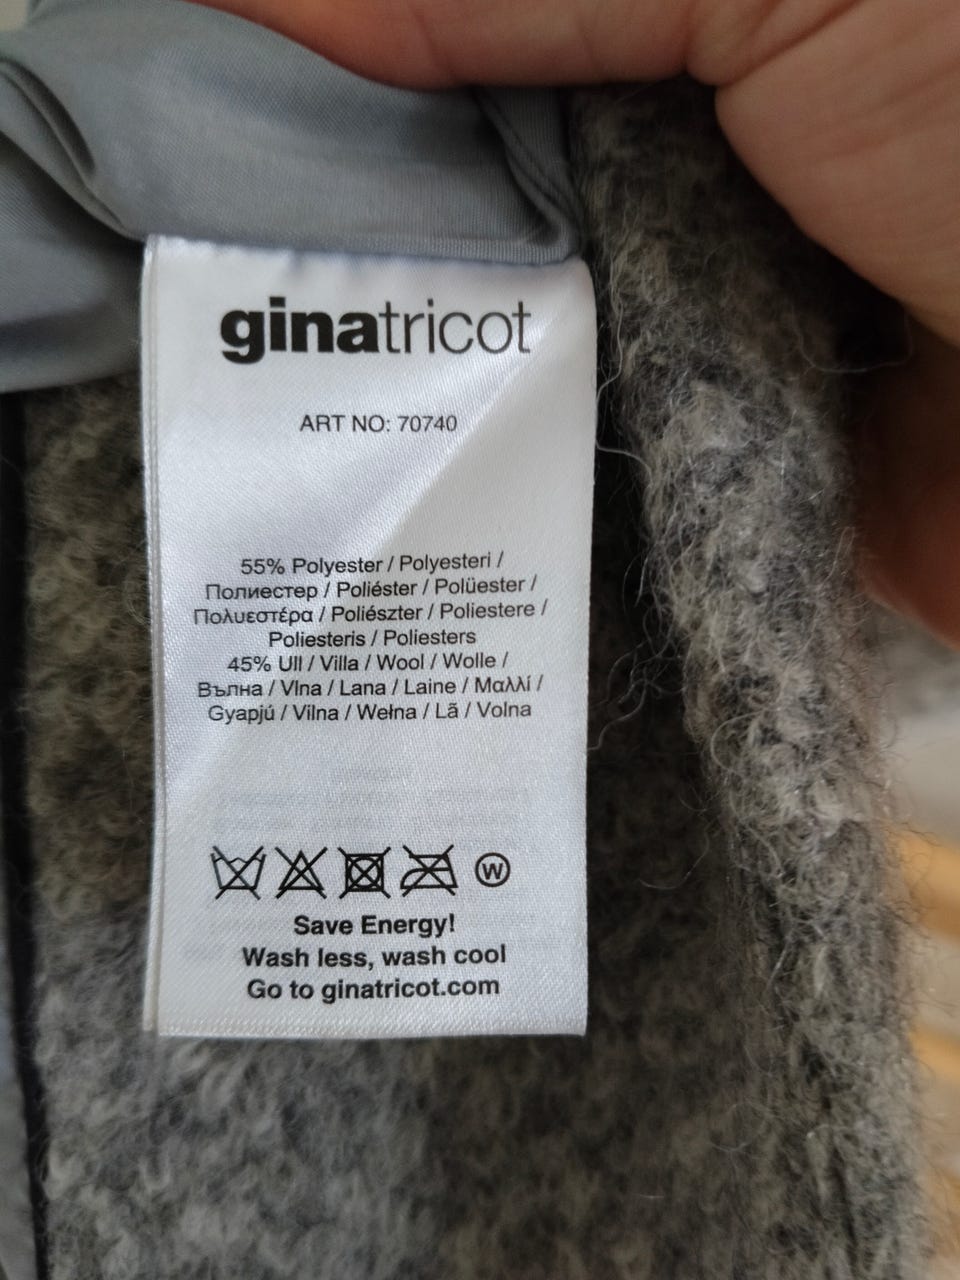 ginatricot
ART NO: 70740
55% Polyester / Polyesteri /
Полиестер / Poliéster / Polüester /
Πολυεστέρα / Poliészter / Poliestere /
Poliesteris / Poliesters
45% Ull / Villa / Wool / Wolle /
Вълна / Vlna / Lana / Laine / Μαλλί /
Gyapjú / Vilna / Wełna / Lã / Volna
W
Save Energy!
Wash less, wash cool
Go to ginatricot.com